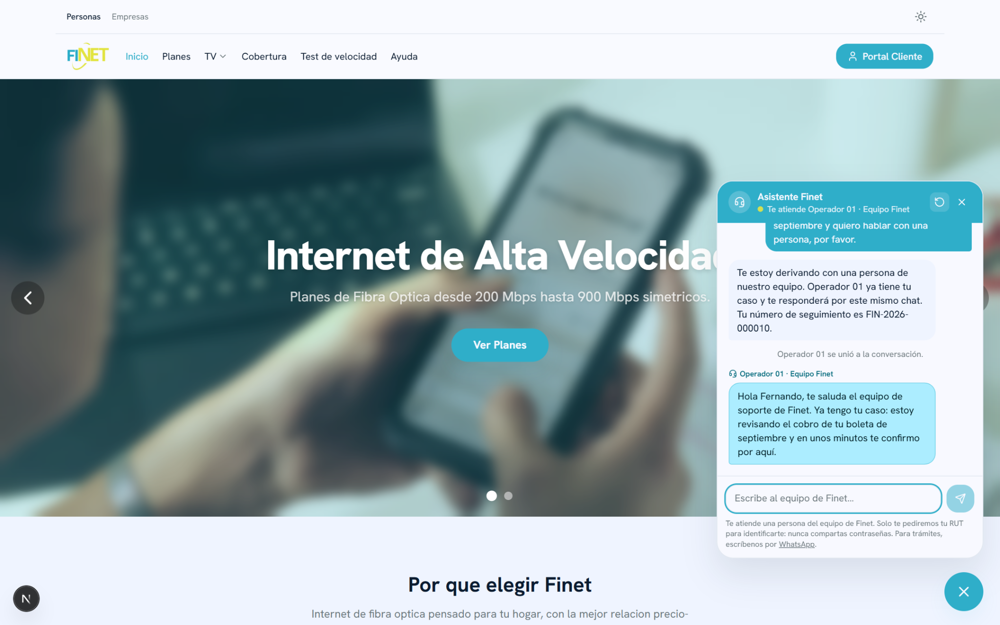 Personas Empresas
FINET Inicio Planes TV Cobertura Test de velocidad Ayuda Portal Cliente
Internet de Alta Velocidad
Planes de Fibra Optica desde 200 Mbps hasta 900 Mbps simetricos.
Ver Planes
Asistente Finet
Te atiende Operador 01 · Equipo Finet
septiembre y quiero hablar con una
persona, por favor.
Te estoy derivando con una persona de
nuestro equipo. Operador 01 ya tiene tu
caso y te responderá por este mismo chat.
Tu número de seguimiento es FIN-2026-
000010.
Operador 01 se unió a la conversación.
Operador 01 · Equipo Finet
Hola Fernando, te saluda el equipo de
soporte de Finet. Ya tengo tu caso: estoy
revisando el cobro de tu boleta de
septiembre y en unos minutos te confirmo
por aquí.
Escribe al equipo de Finet...
Te atiende una persona del equipo de Finet. Solo te pediremos tu RUT
para identificarte: nunca compartas contraseñas. Para trámites,
escríbenos por WhatsApp.
Por que elegir Finet
Internet de fibra optica pensado para tu hogar, con la mejor relacion precio-
N